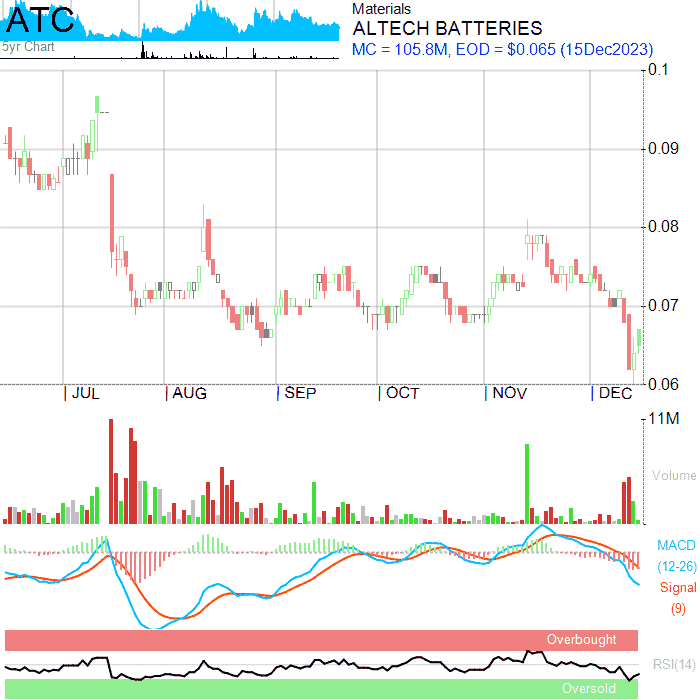 ATC
5yr Chart
Materials
ALTECH BATTERIES
MC = 105.8M, EOD = $0.065 (15Dec2023)
0.1
0.09
0.08
0.07
0.06
JUL AUG SEP OCT NOV DEC
11M
Volume
MACD
(12-26)
Signal
(9)
Overbought
RSI(14)
Oversold